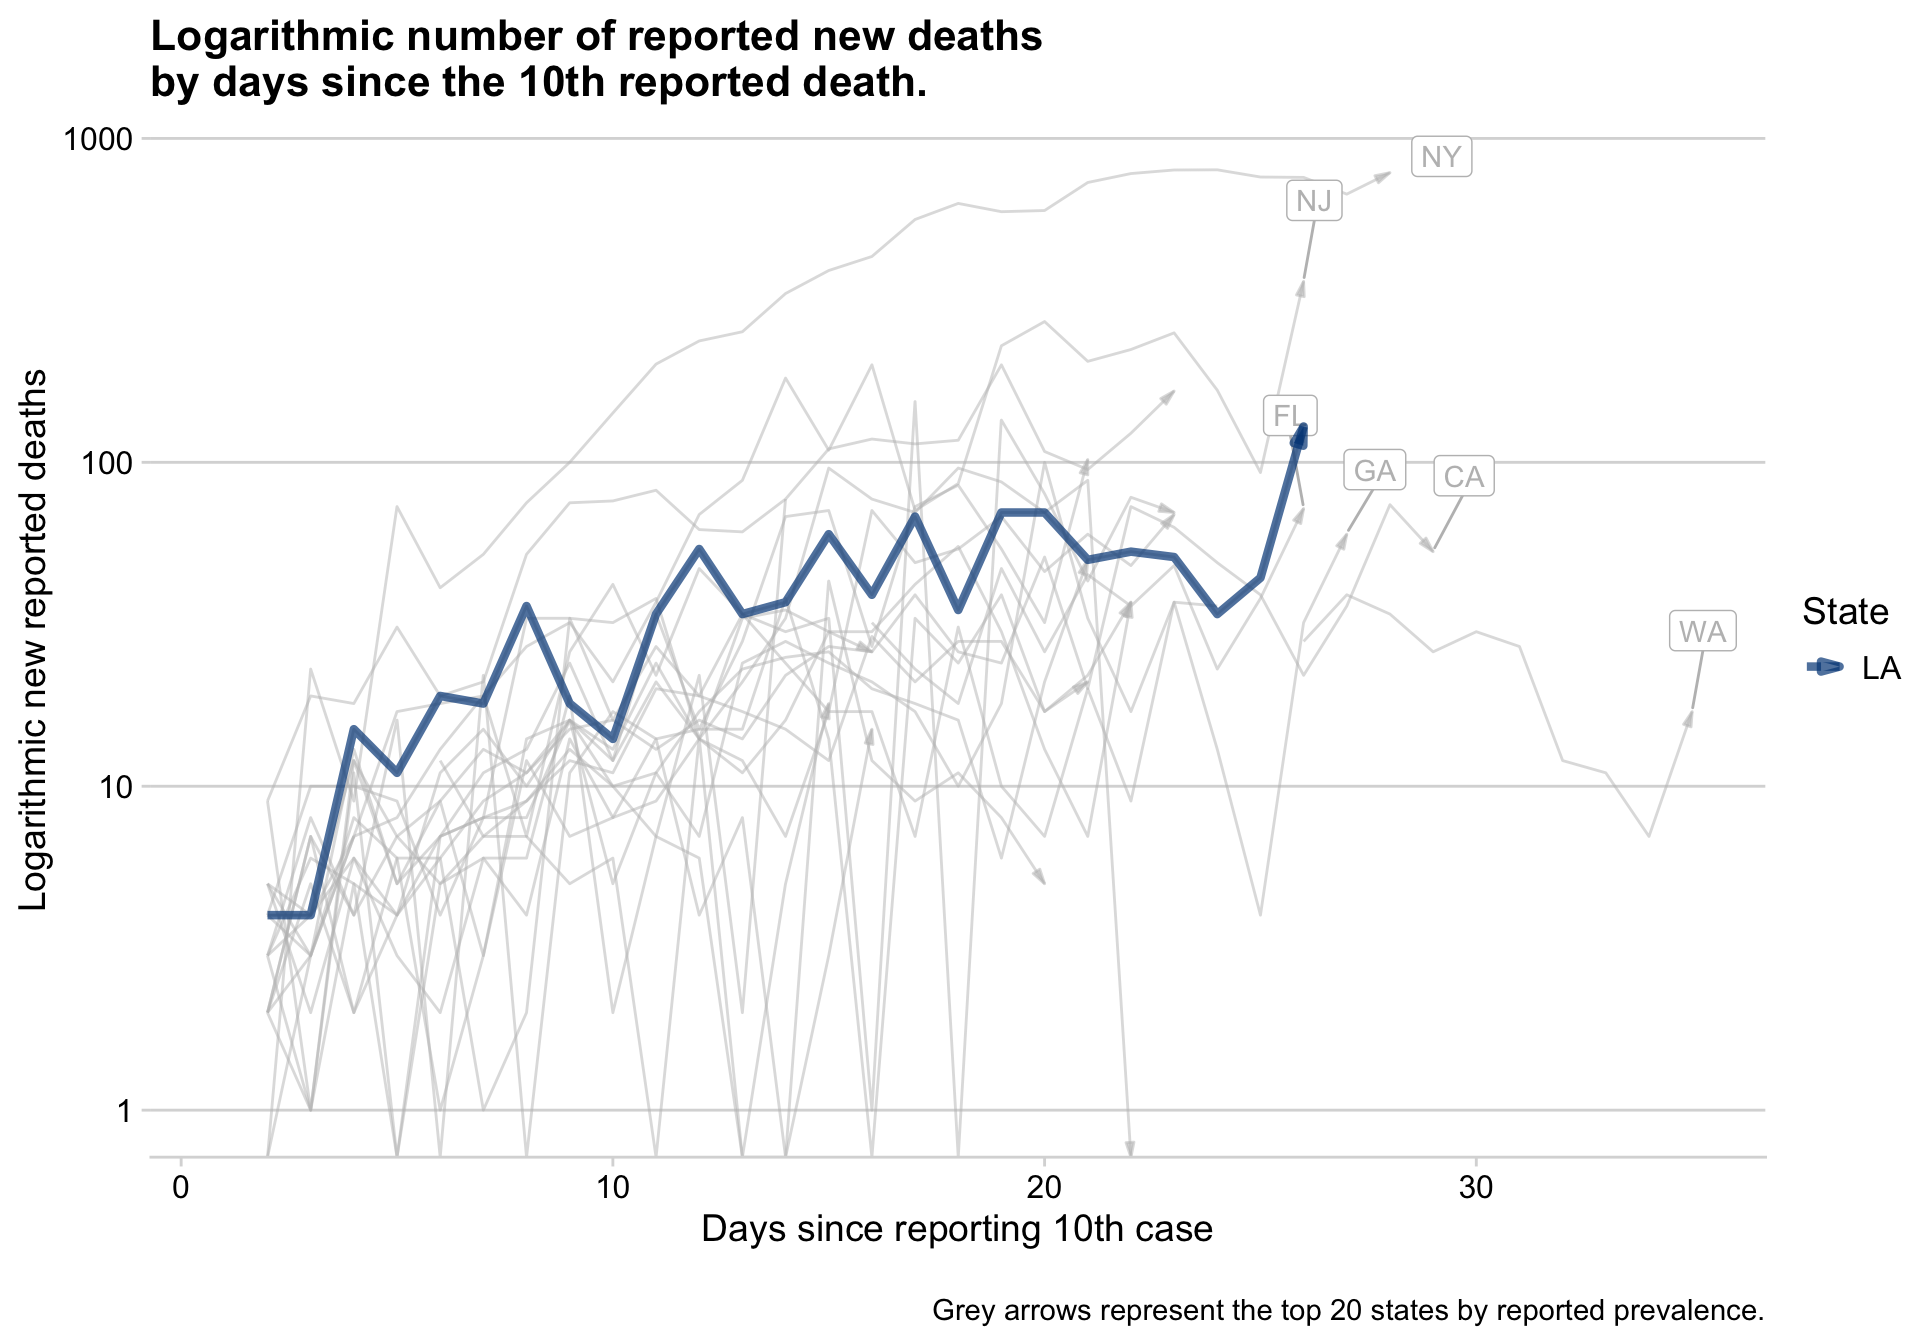 Logarithmic number of reported new deaths
by days since the 10th reported death.
Logarithmic new reported deaths
1000
100
10
1
NY
NJ
FL
GA
CA
WA
State
LA
0
10
20
30
Days since reporting 10th case
Grey arrows represent the top 20 states by reported prevalence.